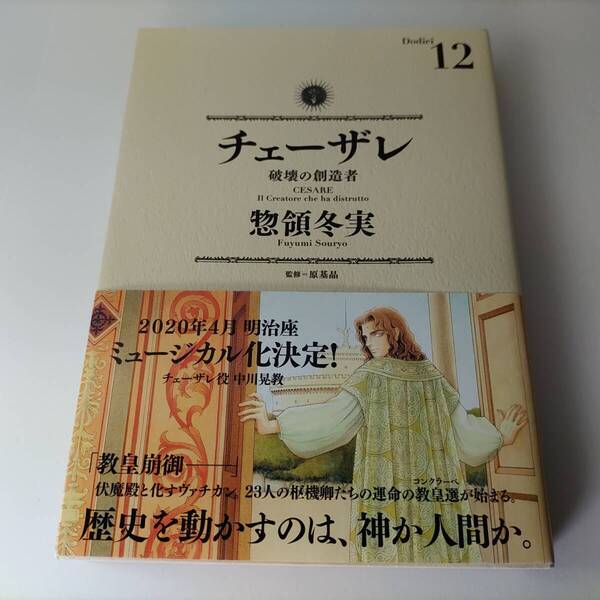 Dodici 12
チェーザレ
破壊の創造者
CESARE
Il Creatore che ha distrutto
惣領冬実
Fuyumi Souryo
監修＝原基晶
2020年4月 明治座
ミュージカル化決定!
チェーザレ役 中川晃教
「教皇崩御――」
コンクラーベ
伏魔殿と化すヴァチカン、23人の枢機卿たちの運命の教皇選が始まる。
歴史を動かすのは、神か人間か。